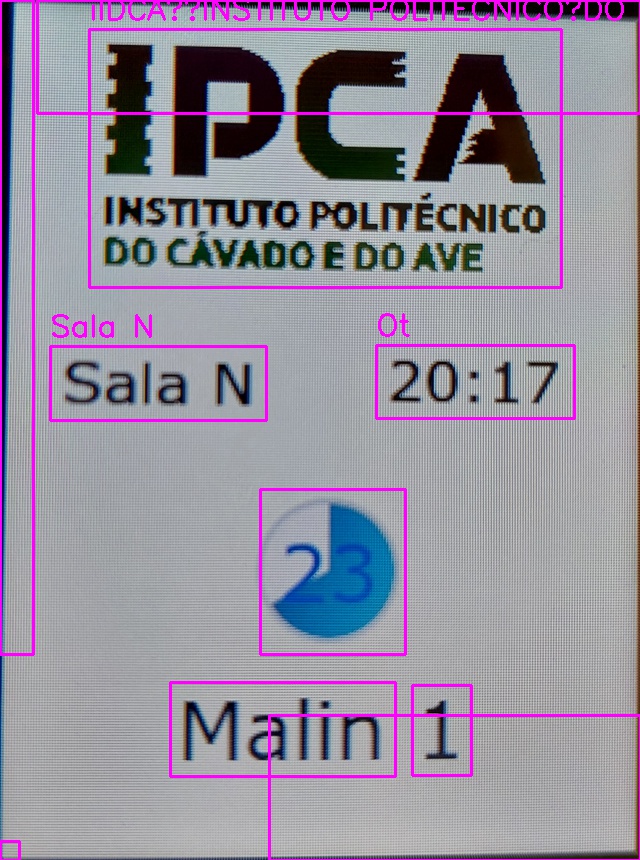 IIDCA??INSTITUTO POLITECNICO?DO
IPCA
INSTITUTO POLITÉCNICO
DO CÁVADO E DO AVE
Sala N Ot
Sala N 20:17
23
Malin 1